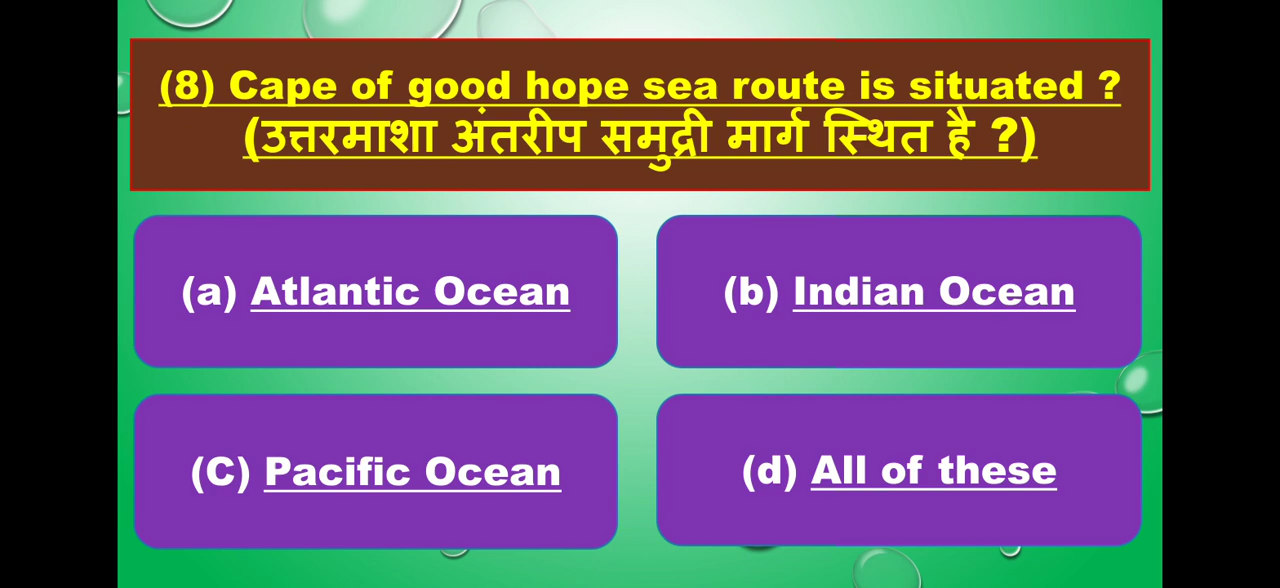 (8) Cape of good hope sea route is situated ?
(उत्तरमाशा अंतरीप समुद्री मार्ग स्थित है ?)
(a) Atlantic Ocean
(b) Indian Ocean
(C) Pacific Ocean
(d) All of these